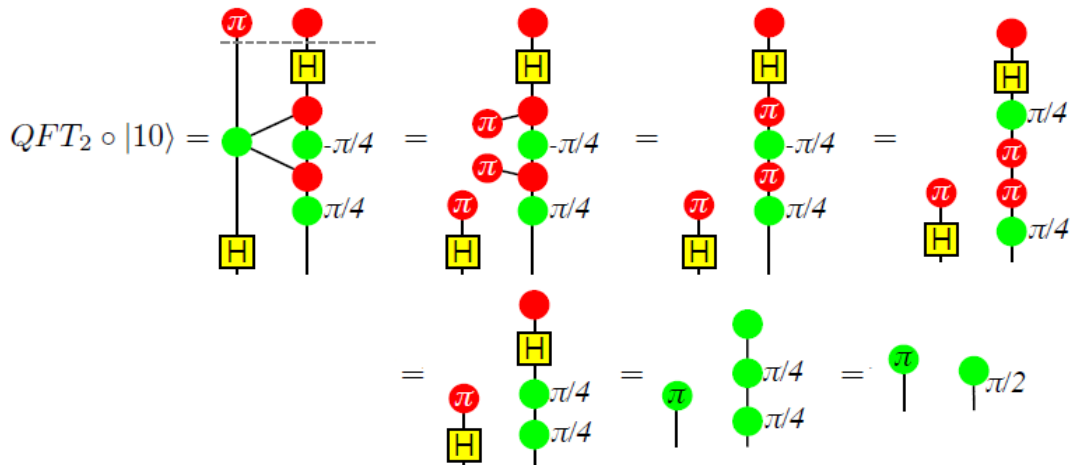 π
H H H H
π π π/4
QFT₂ ∘ |10⟩ = -π/4 = -π/4 = -π/4 = π
π π π
π/4 π π/4 π π/4 π
H H H H π/4
H π
= π/4 = π/4 = π/2
π π
H π/4 π/4